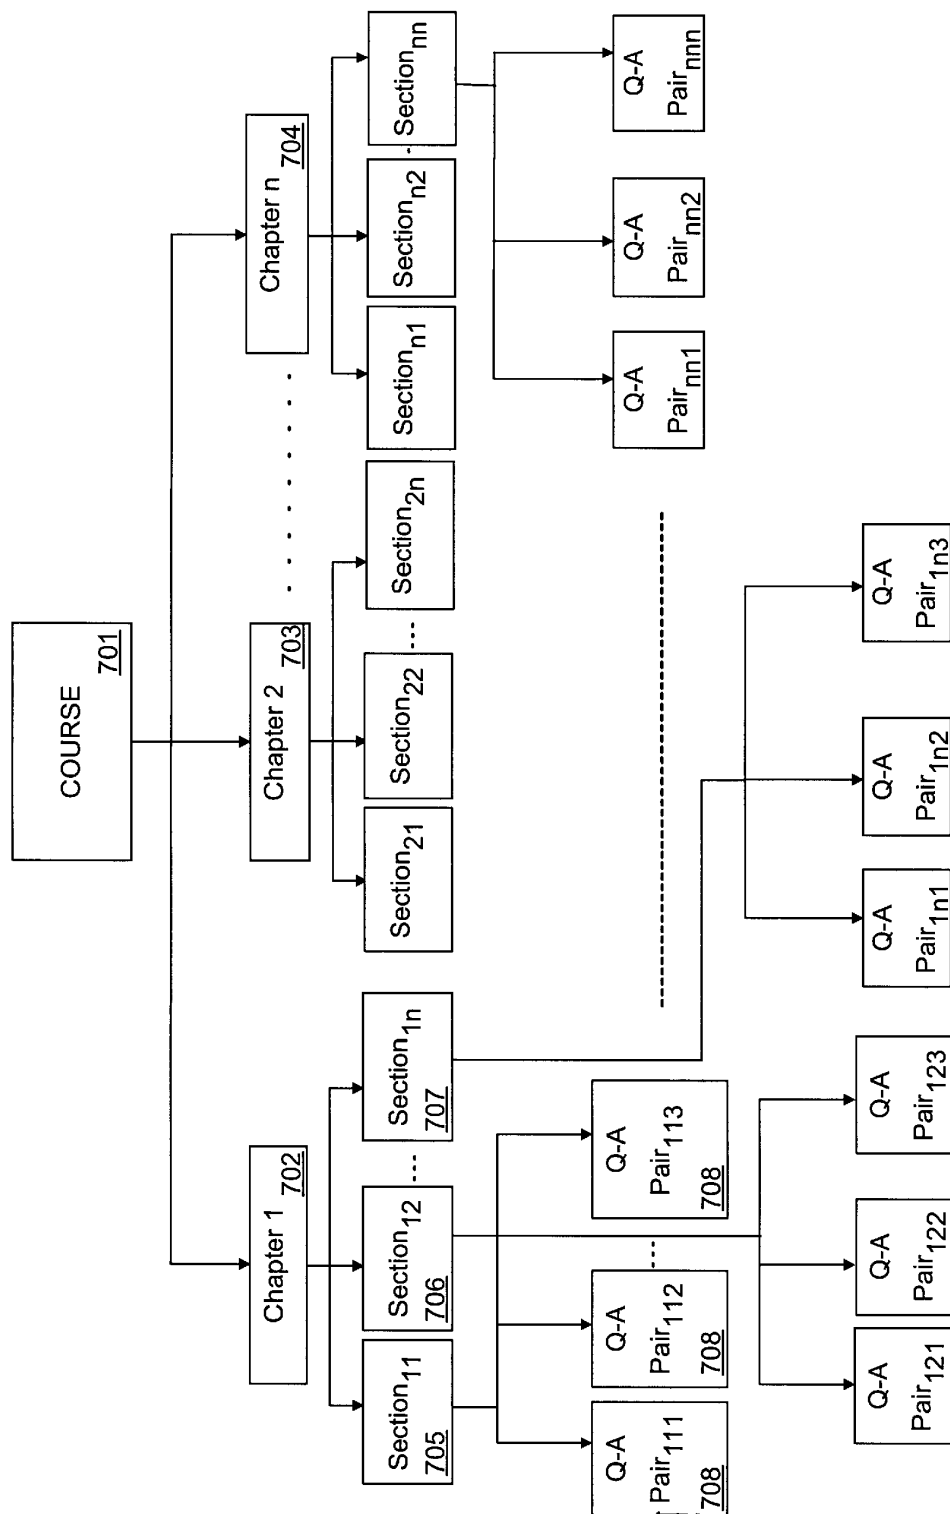 COURSE
701
Chapter 1
702
Chapter 2
703
. . . . . . . .
Chapter n
704
Section11
705
Section12
706
....
Section1n
707
Section21
Section22
....
Section2n
Sectionn1
Sectionn2
Sectionnn
Q-A
Pair111
708
Q-A
Pair112
708
....
Q-A
Pair113
708
Q-A
Pairnn1
Q-A
Pairnn2
Q-A
Pairnnn
Q-A
Pair121
Q-A
Pair122
Q-A
Pair123
Q-A
Pair1n1
Q-A
Pair1n2
Q-A
Pair1n3